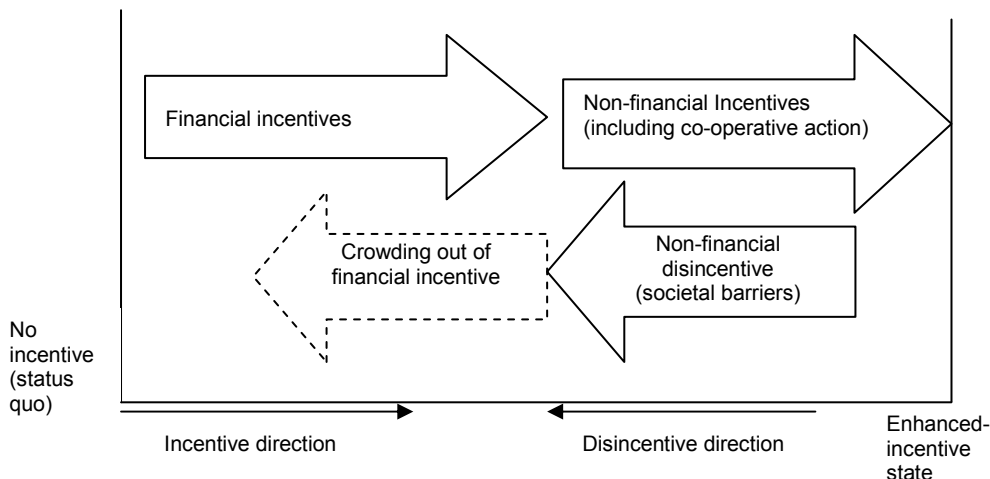 Financial incentives
Non-financial Incentives
(including co-operative action)
Crowding out of
financial incentive
Non-financial
disincentive
(societal barriers)
No
incentive
(status
quo)
Incentive direction
Disincentive direction
Enhanced-
incentive
state